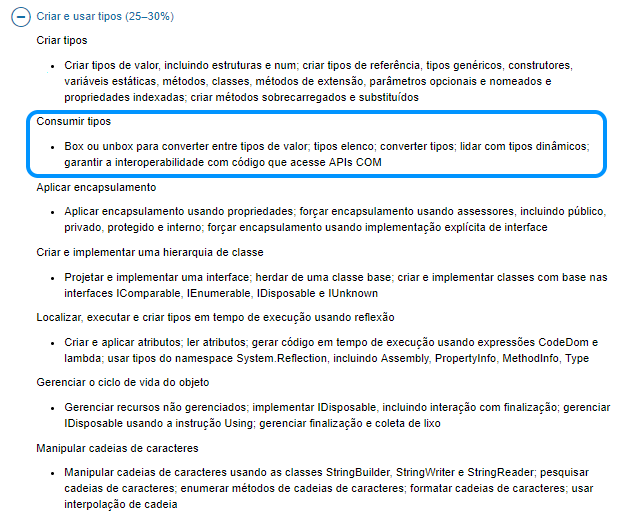 Criar e usar tipos (25–30%)
Criar tipos
• Criar tipos de valor, incluindo estruturas e num; criar tipos de referência, tipos genéricos, construtores,
variáveis estáticas, métodos, classes, métodos de extensão, parâmetros opcionais e nomeados e
propriedades indexadas; criar métodos sobrecarregados e substituídos
Consumir tipos
• Box ou unbox para converter entre tipos de valor; tipos elenco; converter tipos; lidar com tipos dinâmicos;
garantir a interoperabilidade com código que acesse APIs COM
Aplicar encapsulamento
• Aplicar encapsulamento usando propriedades; forçar encapsulamento usando assessores, incluindo público,
privado, protegido e interno; forçar encapsulamento usando implementação explícita de interface
Criar e implementar uma hierarquia de classe
• Projetar e implementar uma interface; herdar de uma classe base; criar e implementar classes com base nas
interfaces IComparable, IEnumerable, IDisposable e IUnknown
Localizar, executar e criar tipos em tempo de execução usando reflexão
• Criar e aplicar atributos; ler atributos; gerar código em tempo de execução usando expressões CodeDom e
lambda; usar tipos do namespace System.Reflection, incluindo Assembly, PropertyInfo, MethodInfo, Type
Gerenciar o ciclo de vida do objeto
• Gerenciar recursos não gerenciados; implementar IDisposable, incluindo interação com finalização; gerenciar
IDisposable usando a instrução Using; gerenciar finalização e coleta de lixo
Manipular cadeias de caracteres
• Manipular cadeias de caracteres usando as classes StringBuilder, StringWriter e StringReader; pesquisar
cadeias de caracteres; enumerar métodos de cadeias de caracteres; formatar cadeias de caracteres; usar
interpolação de cadeia